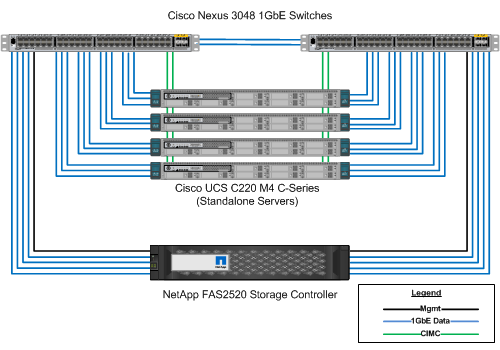 Cisco Nexus 3048 1GbE Switches
Cisco UCS C220 M4 C-Series
(Standalone Servers)
NetApp
NetApp FAS2520 Storage Controller
Legend
Mgmt
1GbE Data
CIMC